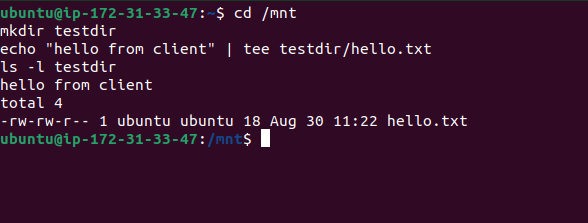 ubuntu@ip-172-31-33-47:~$ cd /mnt
mkdir testdir
echo "hello from client" | tee testdir/hello.txt
ls -l testdir
hello from client
total 4
-rw-rw-r-- 1 ubuntu ubuntu 18 Aug 30 11:22 hello.txt
ubuntu@ip-172-31-33-47:/mnt$